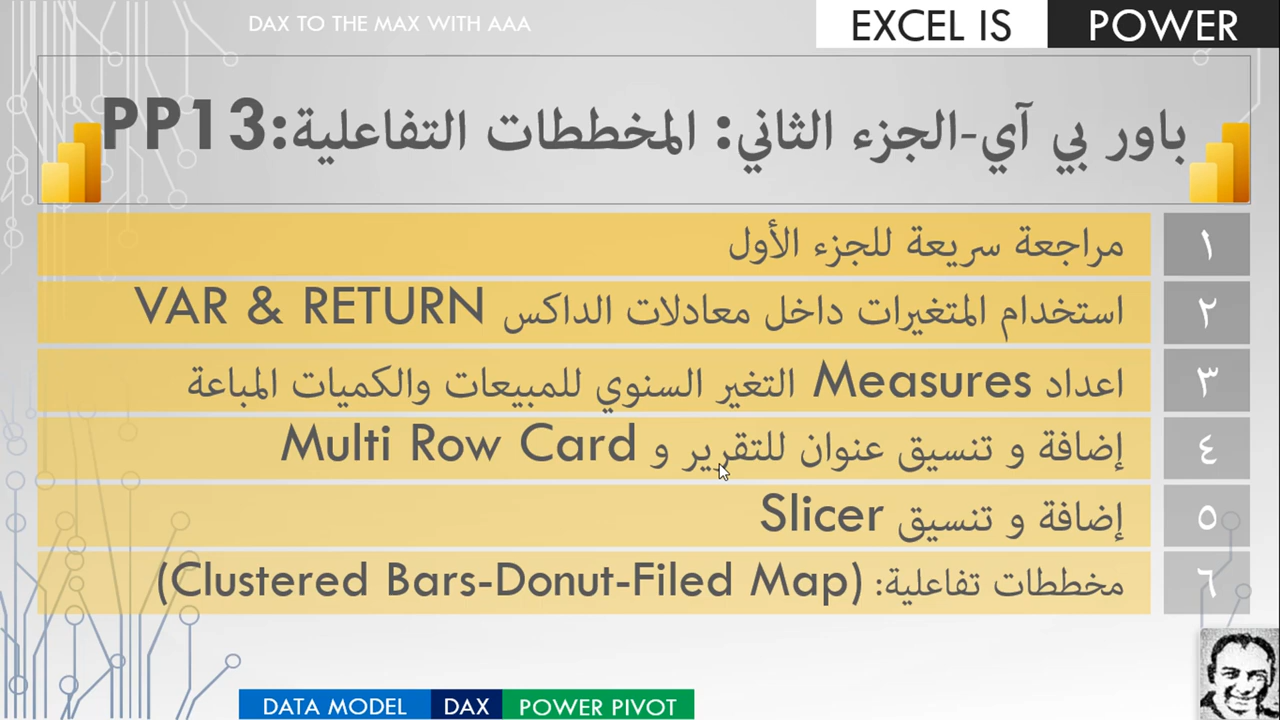 DAX TO THE MAX WITH AAA
EXCEL IS POWER
باور بي آي-الجزء الثاني: المخططات التفاعلية:PP13
١ مراجعة سريعة للجزء الأول
٢ استخدام المتغيرات داخل معادلات الداكس VAR & RETURN
٣ اعداد Measures التغير السنوي للمبيعات والكميات المباعة
٤ إضافة و تنسيق عنوان للتقرير و Multi Row Card
٥ إضافة و تنسيق Slicer
٦ مخططات تفاعلية: (Clustered Bars-Donut-Filed Map)
DATA MODEL DAX POWER PIVOT